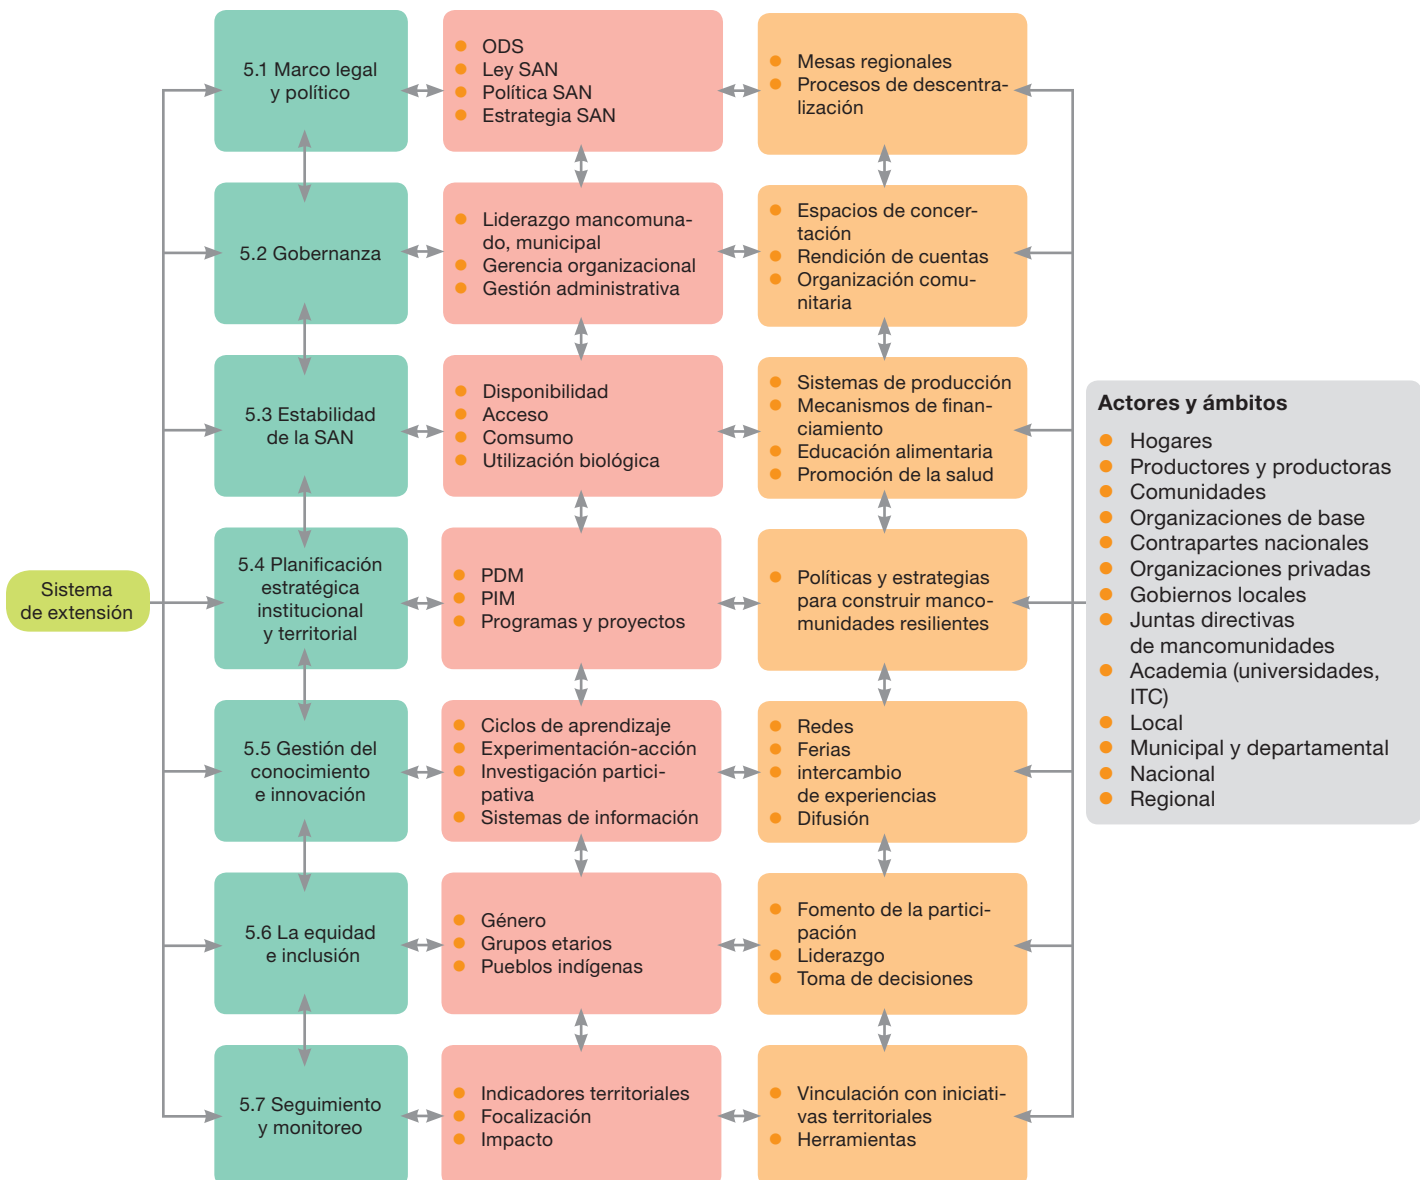 Sistema
de extensión
5.1 Marco legal
y político
ODS
Ley SAN
Política SAN
Estrategia SAN
Mesas regionales
Procesos de descentra-
lización
5.2 Gobernanza
Liderazgo mancomuna-
do, municipal
Gerencia organizacional
Gestión administrativa
Espacios de concer-
tación
Rendición de cuentas
Organización comu-
nitaria
5.3 Estabilidad
de la SAN
Disponibilidad
Acceso
Comsumo
Utilización biológica
Sistemas de producción
Mecanismos de finan-
ciamiento
Educación alimentaria
Promoción de la salud
5.4 Planificación
estratégica
institucional
y territorial
PDM
PIM
Programas y proyectos
Políticas y estrategias
para construir manco-
munidades resilientes
5.5 Gestión del
conocimiento
e innovación
Ciclos de aprendizaje
Experimentación-acción
Investigación partici-
pativa
Sistemas de información
Redes
Ferias
intercambio
de experiencias
Difusión
5.6 La equidad
e inclusión
Género
Grupos etarios
Pueblos indígenas
Fomento de la partici-
pación
Liderazgo
Toma de decisiones
5.7 Seguimiento
y monitoreo
Indicadores territoriales
Focalización
Impacto
Vinculación con iniciati-
vas territoriales
Herramientas
Actores y ámbitos
Hogares
Productores y productoras
Comunidades
Organizaciones de base
Contrapartes nacionales
Organizaciones privadas
Gobiernos locales
Juntas directivas
de mancomunidades
Academia (universidades,
ITC)
Local
Municipal y departamental
Nacional
Regional